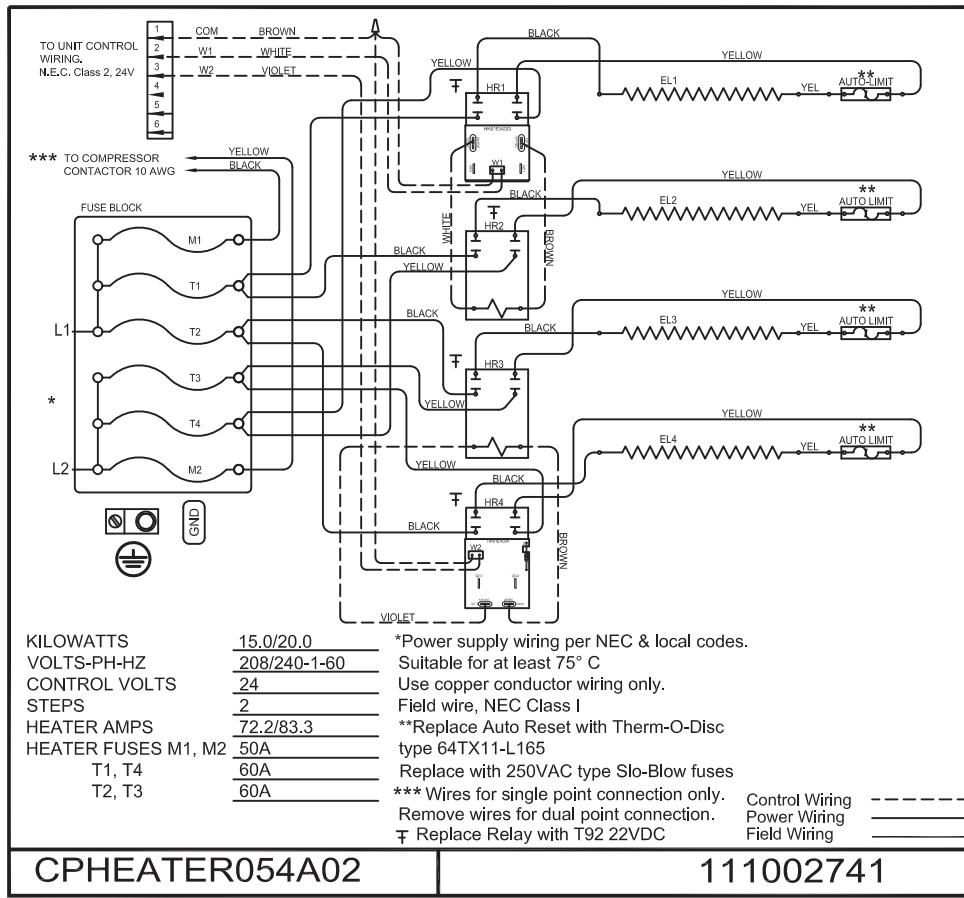 1 COM BROWN
2 W1 WHITE
3 W2 VIOLET
4
5
6
TO UNIT CONTROL
WIRING.
N.E.C. Class 2, 24V
*** TO COMPRESSOR
CONTACTOR 10 AWG
YELLOW
BLACK
FUSE BLOCK
M1
T1
T2
T3
T4
M2
L1
*
L2
GND
BLACK
YELLOW
YELLOW
HR1
HK61EA003
W1
EL1
YEL
**
AUTO-LIMIT
YELLOW
BLACK
HR2
WHITE
BROWN
BLACK
YELLOW
EL2
YEL
**
AUTO LIMIT
YELLOW
BLACK
BLACK
HR3
YELLOW
EL3
YEL
**
AUTO LIMIT
YELLOW
YELLOW
BLACK
HR4
BLACK
W2
BROWN
VIOLET
EL4
YEL
**
AUTO LIMIT
KILOWATTS 15.0/20.0
VOLTS-PH-HZ 208/240-1-60
CONTROL VOLTS 24
STEPS 2
HEATER AMPS 72.2/83.3
HEATER FUSES M1, M2 50A
T1, T4 60A
T2, T3 60A
*Power supply wiring per NEC & local codes.
Suitable for at least 75° C
Use copper conductor wiring only.
Field wire, NEC Class I
**Replace Auto Reset with Therm-O-Disc
type 64TX11-L165
Replace with 250VAC type Slo-Blow fuses
*** Wires for single point connection only.
Remove wires for dual point connection.
Replace Relay with T92 22VDC
Control Wiring
Power Wiring
Field Wiring
CPHEATER054A02
111002741